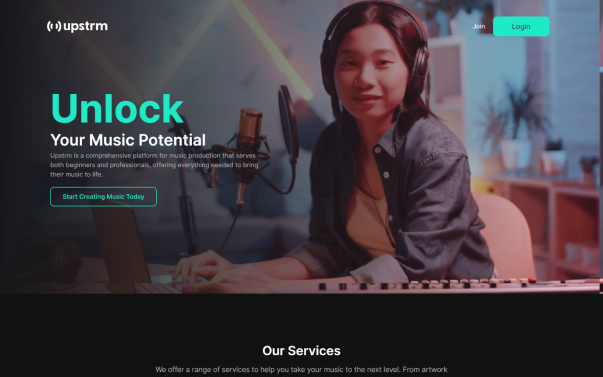 upstrm
Join
Login
Unlock
Your Music Potential
Upstrm is a comprehensive platform for music production that serves
both beginners and professionals, offering everything needed to bring
their music to life.
Start Creating Music Today
Our Services
We offer a range of services to help you take your music to the next level. From artwork